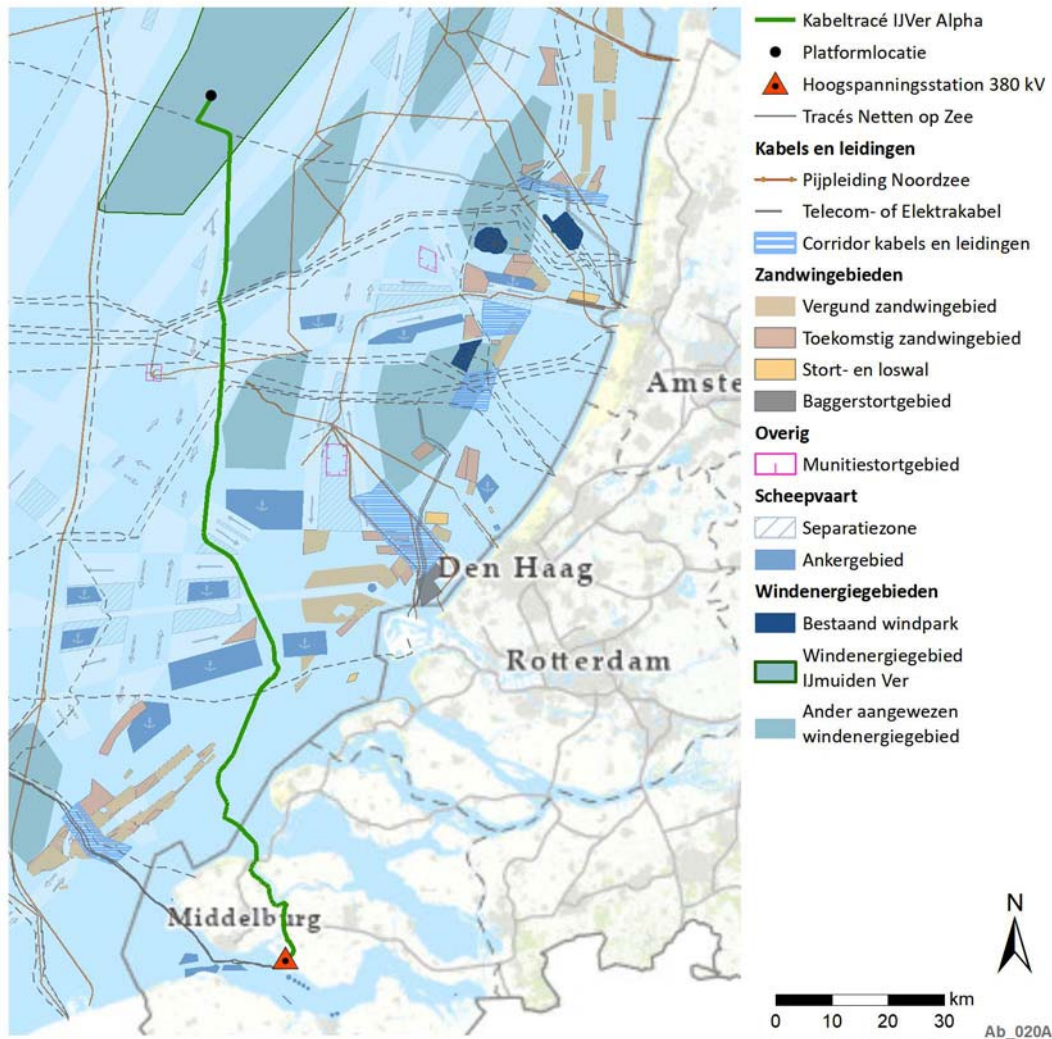 Amste
Den Haag
Rotterdam
Middelburg
Kabeltracé IJVer Alpha
Platformlocatie
Hoogspanningsstation 380 kV
Tracés Netten op Zee
Kabels en leidingen
Pijpleiding Noordzee
Telecom- of Elektrakabel
Corridor kabels en leidingen
Zandwingebieden
Vergund zandwingebied
Toekomstig zandwingebied
Stort- en loswal
Baggerstortgebied
Overig
Munitiestortgebied
Scheepvaart
Separatiezone
Ankergebied
Windenergiegebieden
Bestaand windpark
Windenergiegebied
IJmuiden Ver
Ander aangewezen
windenergiegebied
N
km
0 10 20 30
Ab_020A